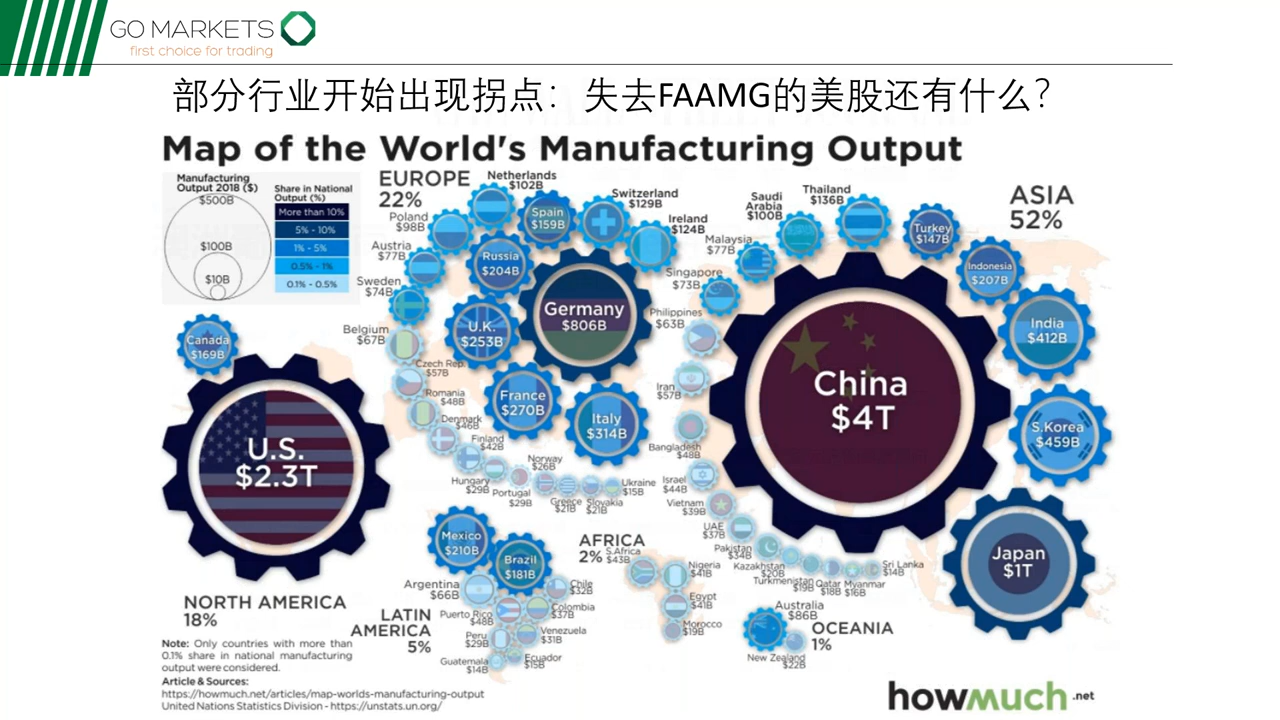 GO MARKETS
first choice for trading
部分行业开始出现拐点：失去FAAMG的美股还有什么？
Map of the World's Manufacturing Output
Manufacturing
Output 2018 ($)
$500B
$100B
$10B
Share in National
Output (%)
More than 10%
5% - 10%
1% - 5%
0.5% - 1%
0.1% - 0.5%
EUROPE
22%
Netherlands
$102B
Spain
$159B
Switzerland
$129B
Ireland
$124B
Poland
$98B
Austria
$77B
Sweden
$74B
Belgium
$67B
Russia
$204B
Germany
$806B
U.K.
$253B
France
$270B
Italy
$314B
Czech Rep.
$57B
Romania
$48B
Denmark
$46B
Finland
$42B
Hungary
$29B
Portugal
$29B
Norway
$26B
Greece
$21B
Slovakia
$21B
Ukraine
$15B
ASIA
52%
Saudi
Arabia
$100B
Thailand
$136B
Malaysia
$77B
Turkey
$147B
Indonesia
$207B
Singapore
$73B
Philippines
$63B
India
$412B
Iran
$57B
China
$4T
S.Korea
$459B
Bangladesh
$48B
Israel
$44B
Vietnam
$39B
UAE
$37B
Pakistan
$34B
Kazakhstan
$20B
Turkmenistan
$19B
Qatar
$18B
Myanmar
$16B
Sri Lanka
$14B
Japan
$1T
Canada
$169B
U.S.
$2.3T
NORTH AMERICA
18%
Mexico
$210B
Brazil
$181B
Argentina
$66B
Chile
$32B
Puerto Rico
$48B
Colombia
$37B
Peru
$29B
Venezuela
$31B
Guatemala
$14B
Ecuador
$15B
LATIN
AMERICA
5%
AFRICA
2%
S.Africa
$43B
Nigeria
$41B
Egypt
$41B
Morocco
$19B
Australia
$86B
OCEANIA
1%
New Zealand
$22B
Note: Only countries with more than
0.1% share in national manufacturing
output were considered.
Article & Sources:
https://howmuch.net/articles/map-worlds-manufacturing-output
United Nations Statistics Division - https://unstats.un.org/
howmuch.net